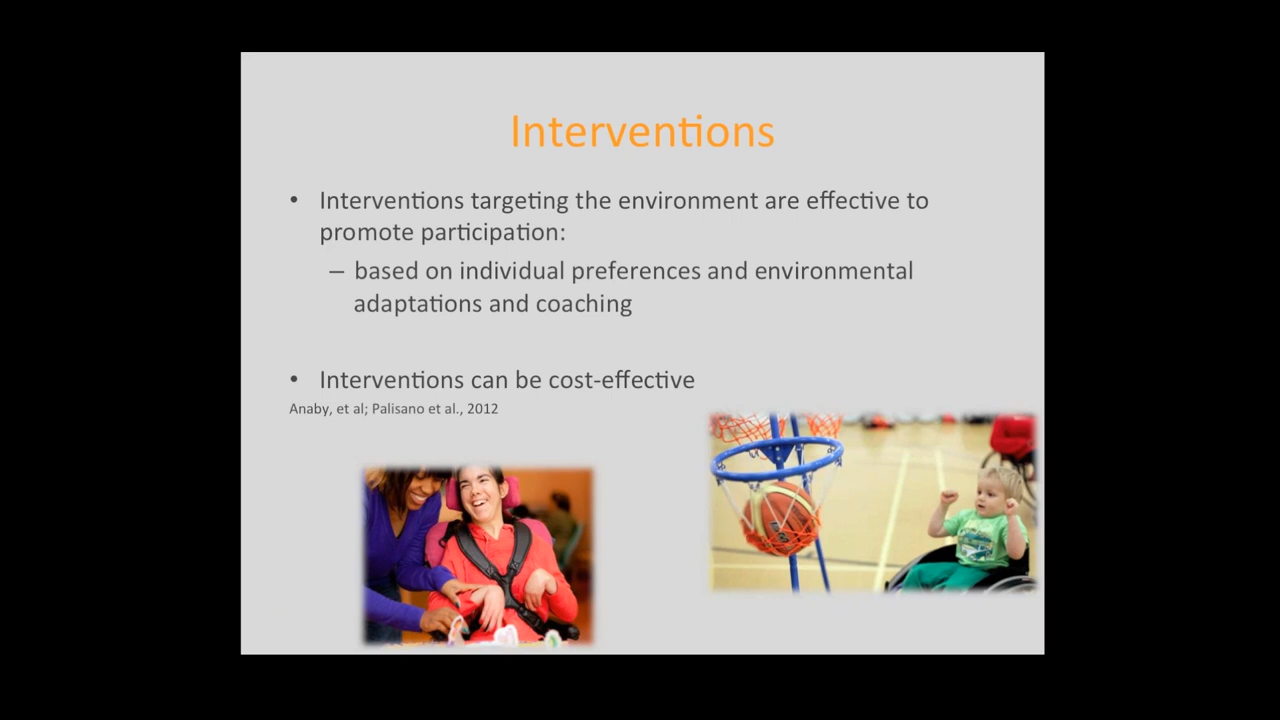 Interventions
• Interventions targeting the environment are effective to
promote participation:
– based on individual preferences and environmental
adaptations and coaching
• Interventions can be cost-effective
Anaby, et al; Palisano et al., 2012